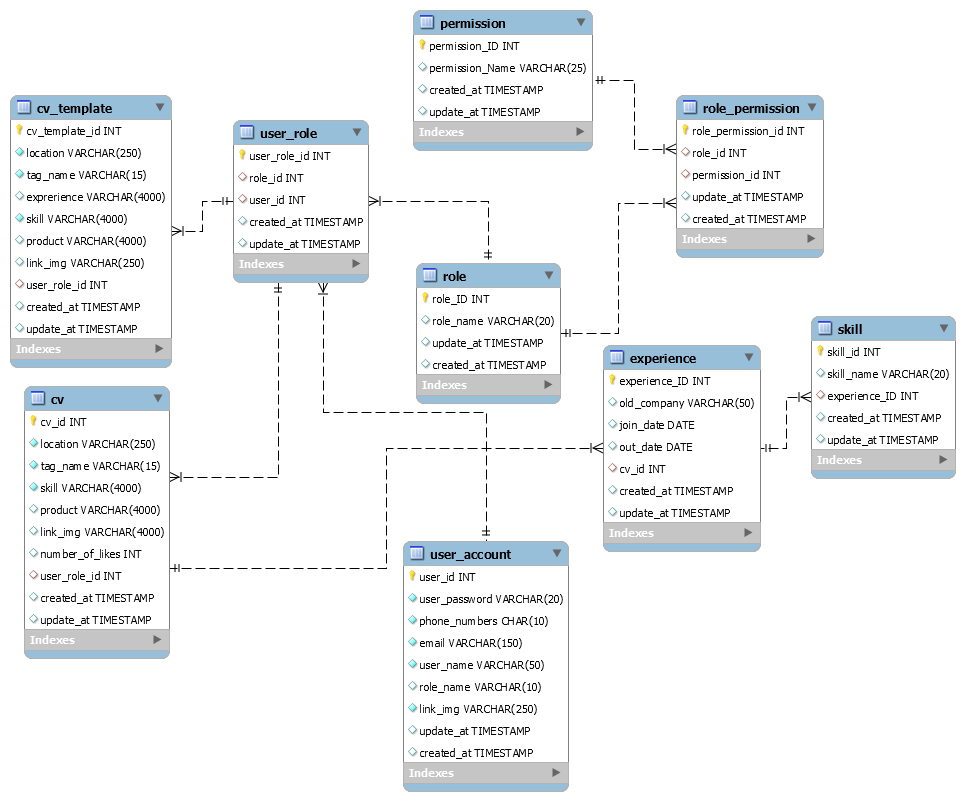 permission
permission_ID INT
permission_Name VARCHAR(25)
created_at TIMESTAMP
update_at TIMESTAMP
Indexes
cv_template
cv_template_id INT
location VARCHAR(250)
tag_name VARCHAR(15)
exprerience VARCHAR(4000)
skill VARCHAR(4000)
product VARCHAR(4000)
link_img VARCHAR(250)
user_role_id INT
created_at TIMESTAMP
update_at TIMESTAMP
Indexes
user_role
user_role_id INT
role_id INT
user_id INT
created_at TIMESTAMP
update_at TIMESTAMP
Indexes
role_permission
role_permission_id INT
role_id INT
permission_id INT
update_at TIMESTAMP
created_at TIMESTAMP
Indexes
role
role_ID INT
role_name VARCHAR(20)
update_at TIMESTAMP
created_at TIMESTAMP
Indexes
skill
skill_id INT
skill_name VARCHAR(20)
experience_ID INT
created_at TIMESTAMP
update_at TIMESTAMP
Indexes
experience
experience_ID INT
old_company VARCHAR(50)
join_date DATE
out_date DATE
cv_id INT
created_at TIMESTAMP
update_at TIMESTAMP
Indexes
cv
cv_id INT
location VARCHAR(250)
tag_name VARCHAR(15)
skill VARCHAR(4000)
product VARCHAR(4000)
link_img VARCHAR(4000)
number_of_likes INT
user_role_id INT
created_at TIMESTAMP
update_at TIMESTAMP
Indexes
user_account
user_id INT
user_password VARCHAR(20)
phone_numbers CHAR(10)
email VARCHAR(150)
user_name VARCHAR(50)
role_name VARCHAR(10)
link_img VARCHAR(250)
update_at TIMESTAMP
created_at TIMESTAMP
Indexes